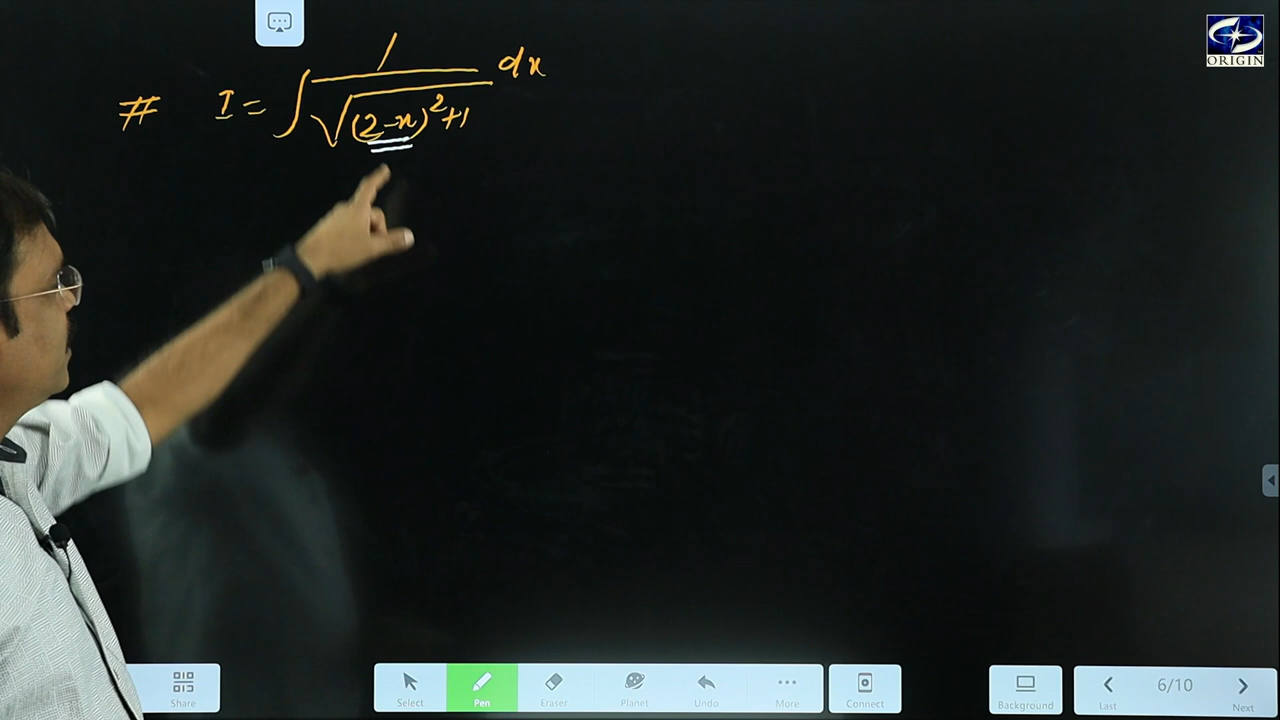 ORIGIN
# I = ∫ 1/√((2-x)²+1) dx
Share
Select
Pen
Eraser
Planet
Undo
More
Connect
Background
Last
6/10
Next